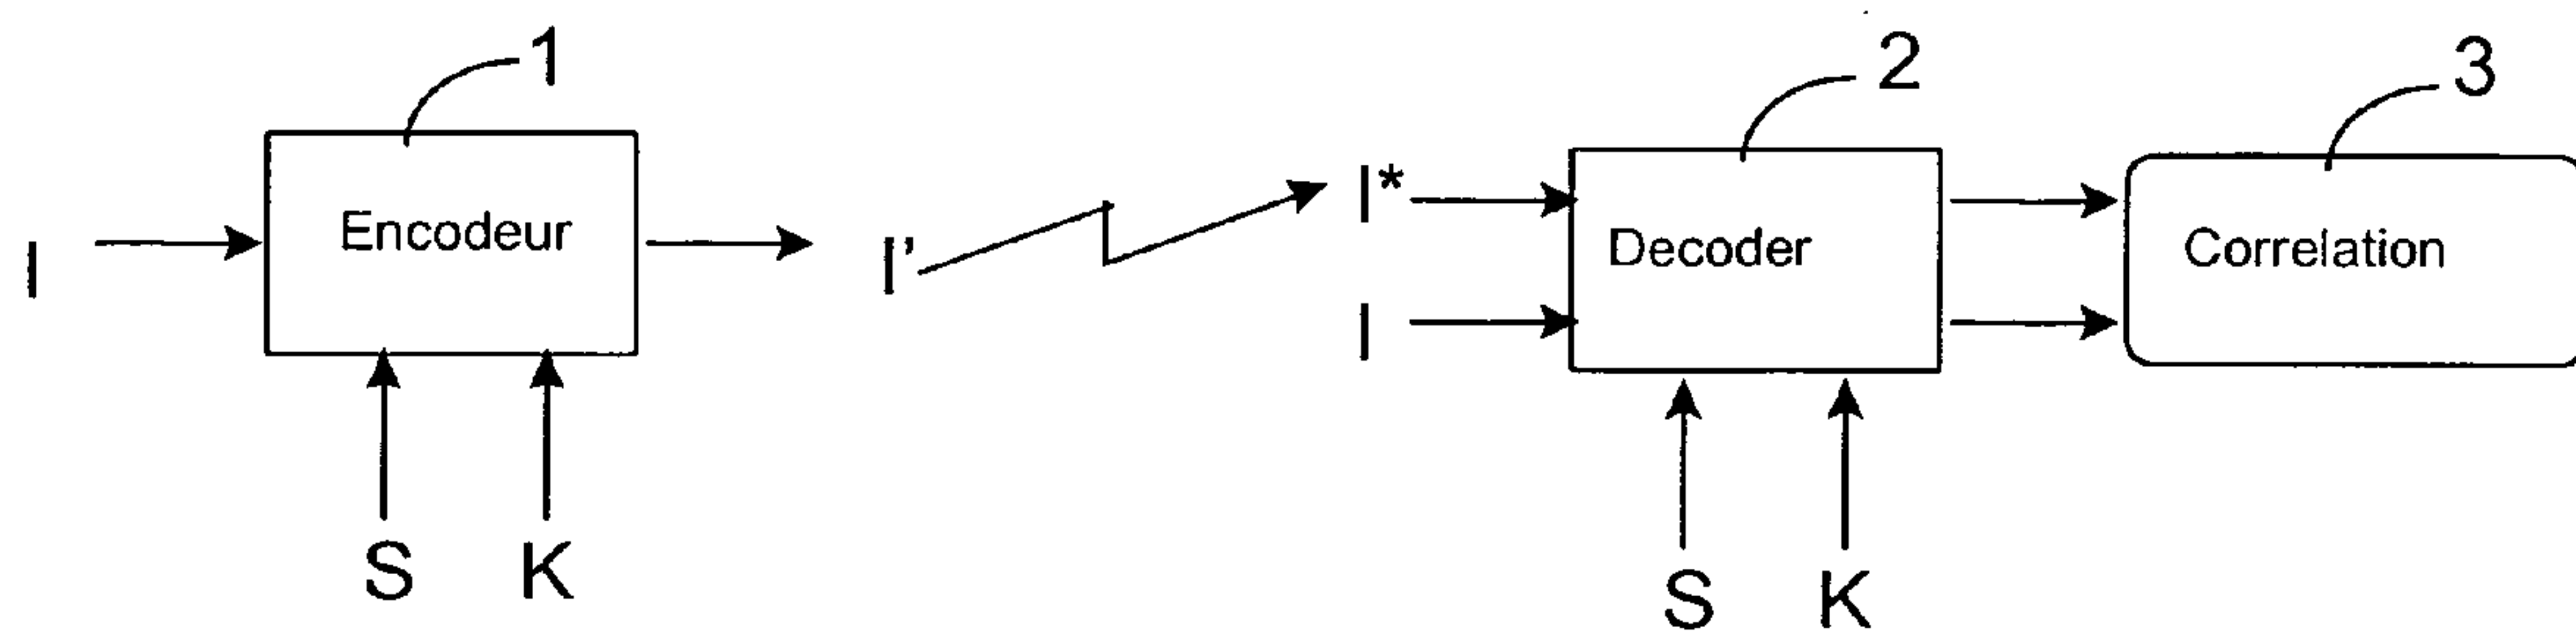 1
2
3
I
Encodeur
I'
I*
I
Decoder
Correlation
S K
S K